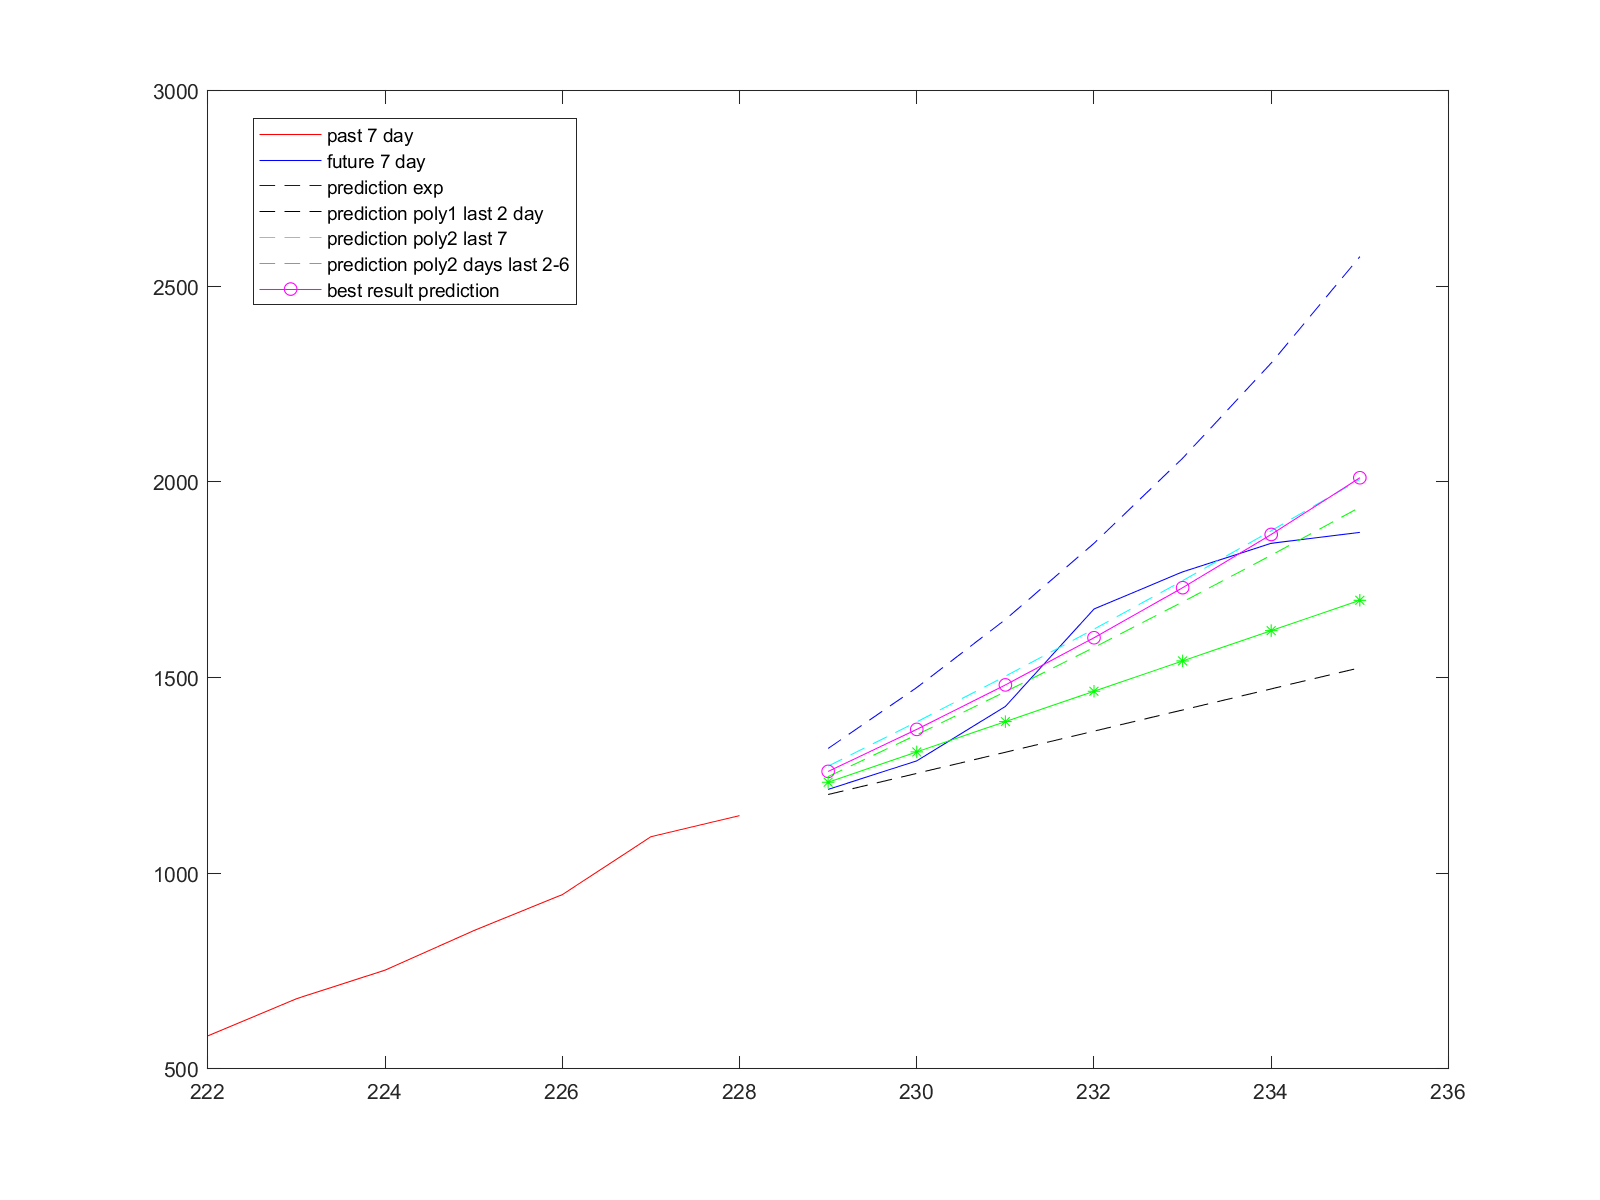 3000
2500
2000
1500
1000
500
past 7 day
future 7 day
prediction exp
prediction poly1 last 2 day
prediction poly2 last 7
prediction poly2 days last 2-6
best result prediction
222 224 226 228 230 232 234 236